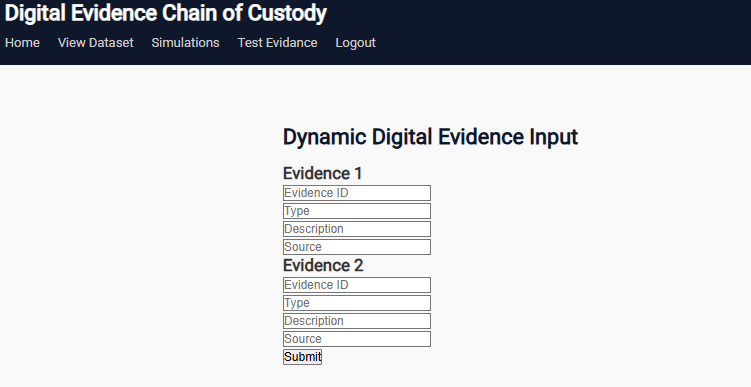 Digital Evidence Chain of Custody
Home View Dataset Simulations Test Evidance Logout
Dynamic Digital Evidence Input
Evidence 1
Evidence ID
Type
Description
Source
Evidence 2
Evidence ID
Type
Description
Source
Submit